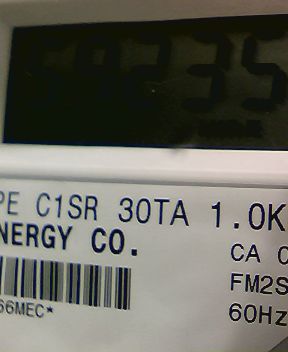 59235
PE C1SR 30TA 1.0K
NERGY CO.
CA C
FM2S
66MEC*
60Hz